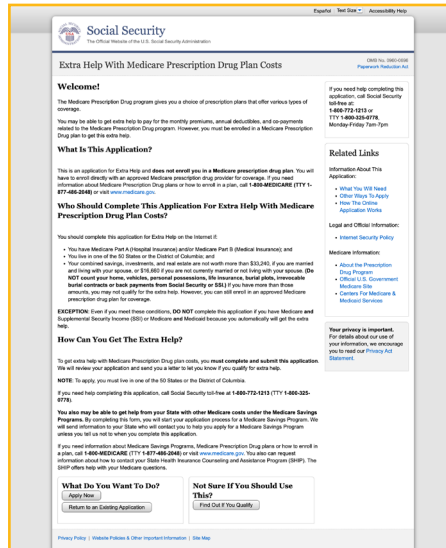 Español Text Size Accessibility Help
Social Security
The Official Website of the U.S. Social Security Administration
Extra Help With Medicare Prescription Drug Plan Costs
OMB No. 0960-0696
Paperwork Reduction Act
Welcome!
The Medicare Prescription Drug program gives you a choice of prescription plans that offer various types of
coverage.
You may be able to get extra help to pay for the monthly premiums, annual deductibles, and co-payments
related to the Medicare Prescription Drug program. However, you must be enrolled in a Medicare Prescription
Drug plan to get this extra help.
What Is This Application?
This is an application for Extra Help and does not enroll you in a Medicare prescription drug plan. You will
have to enroll directly with an approved Medicare prescription drug provider for coverage. If you need
information about Medicare Prescription Drug plans or how to enroll in a plan, call 1-800-MEDICARE (TTY 1-
877-486-2048) or visit www.medicare.gov.
Who Should Complete This Application For Extra Help With Medicare
Prescription Drug Plan Costs?
You should complete this application for Extra Help on the Internet if:
• You have Medicare Part A (Hospital Insurance) and/or Medicare Part B (Medical Insurance); and
• You live in one of the 50 States or the District of Columbia; and
• Your combined savings, investments, and real estate are not worth more than $33,240, if you are married
and living with your spouse, or $16,660 if you are not currently married or not living with your spouse. (Do
NOT count your home, vehicles, personal possessions, life insurance, burial plots, irrevocable
burial contracts or back payments from Social Security or SSI.) If you have more than those
amounts, you may not qualify for the extra help. However, you can still enroll in an approved Medicare
prescription drug plan for coverage.
EXCEPTION: Even if you meet these conditions, DO NOT complete this application if you have Medicare and
Supplemental Security Income (SSI) or Medicare and Medicaid because you automatically will get the extra
help.
How Can You Get The Extra Help?
To get extra help with Medicare Prescription Drug plan costs, you must complete and submit this application.
We will review your application and send you a letter to let you know if you qualify for extra help.
NOTE: To apply, you must live in one of the 50 States or the District of Columbia.
If you need help completing this application, call Social Security toll-free at 1-800-772-1213 (TTY 1-800-325-
0778).
You also may be able to get help from your State with other Medicare costs under the Medicare Savings
Programs. By completing this form, you will start your application process for a Medicare Savings Program. We
will send information to your State who will contact you to help you apply for a Medicare Savings Program
unless you tell us not to when you complete this application.
If you need information about Medicare Savings Programs, Medicare Prescription Drug plans or how to enroll in
a plan, call 1-800-MEDICARE (TTY 1-877-486-2048) or visit www.medicare.gov. You also can request
information about how to contact your State Health Insurance Counseling and Assistance Program (SHIP). The
SHIP offers help with your Medicare questions.
What Do You Want To Do?
Apply Now
Return to an Existing Application
Not Sure If You Should Use
This?
Find Out If You Qualify
If you need help completing this
application, call Social Security
toll-free at:
1-800-772-1213 or
TTY 1-800-325-0778,
Monday-Friday 7am-7pm
Related Links
Information About This
Application:
• What You Will Need
• Other Ways To Apply
• How The Online
Application Works
Legal and Official Information:
• Internet Security Policy
Medicare Information:
• About the Prescription
Drug Program
• Official U.S. Government
Medicare Site
• Centers For Medicare &
Medicaid Services
Your privacy is important.
For details about our use of
your information, we encourage
you to read our Privacy Act
Statement.
Privacy Policy | Website Policies & Other Important Information | Site Map